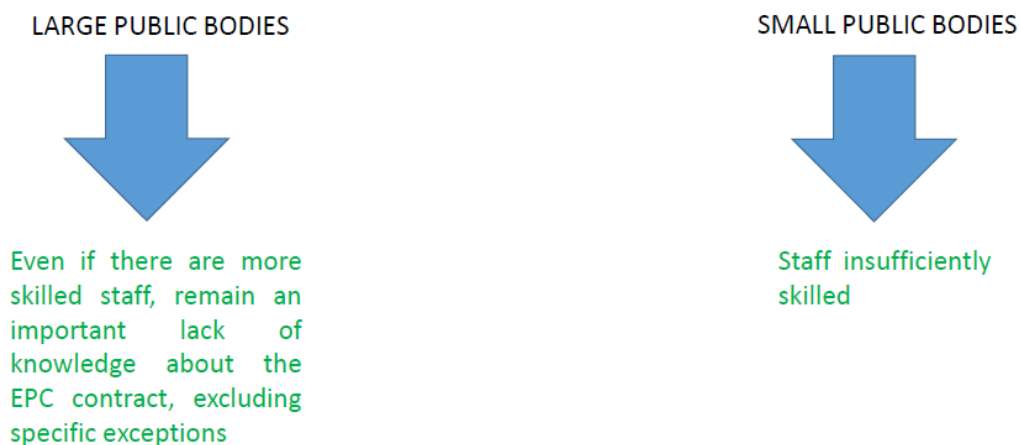 LARGE PUBLIC BODIES
SMALL PUBLIC BODIES
Even if there are more
skilled staff, remain an
important lack of
knowledge about the
EPC contract, excluding
specific exceptions
Staff insufficiently
skilled